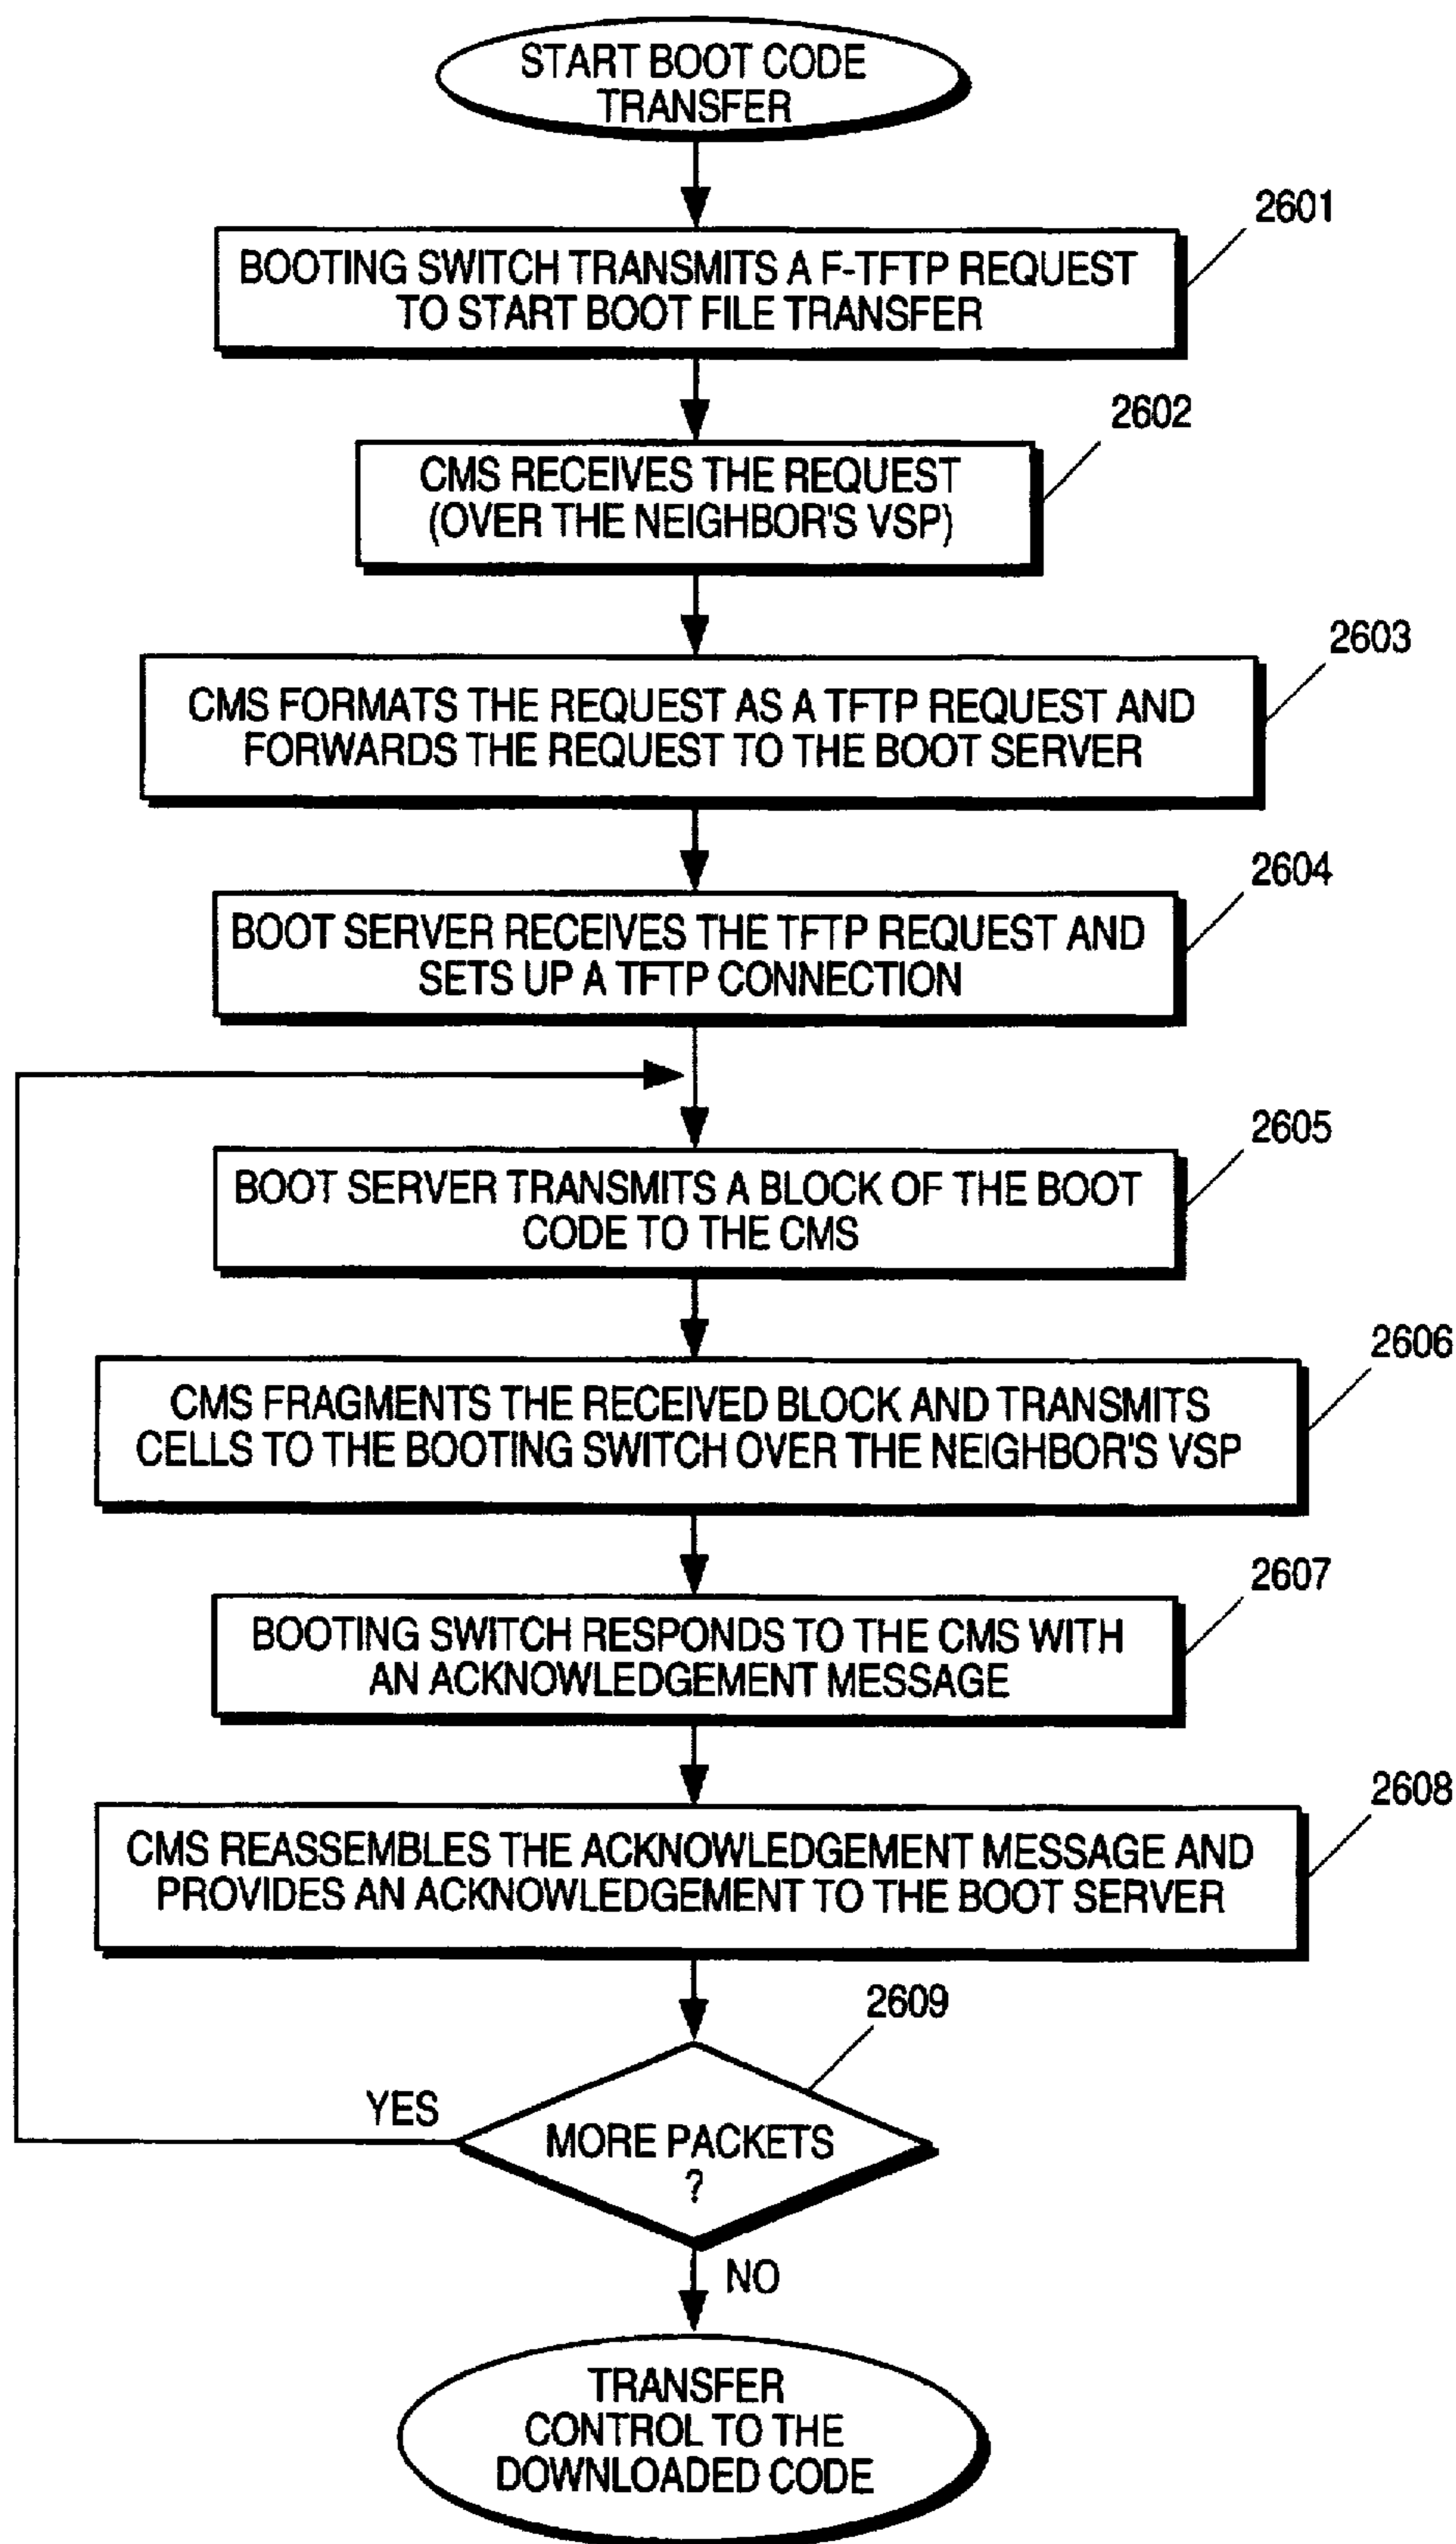 START BOOT CODE
TRANSFER
2601
BOOTING SWITCH TRANSMITS A F-TFTP REQUEST
TO START BOOT FILE TRANSFER
2602
CMS RECEIVES THE REQUEST
(OVER THE NEIGHBOR'S VSP)
2603
CMS FORMATS THE REQUEST AS A TFTP REQUEST AND
FORWARDS THE REQUEST TO THE BOOT SERVER
2604
BOOT SERVER RECEIVES THE TFTP REQUEST AND
SETS UP A TFTP CONNECTION
2605
BOOT SERVER TRANSMITS A BLOCK OF THE BOOT
CODE TO THE CMS
2606
CMS FRAGMENTS THE RECEIVED BLOCK AND TRANSMITS
CELLS TO THE BOOTING SWITCH OVER THE NEIGHBOR'S VSP
2607
BOOTING SWITCH RESPONDS TO THE CMS WITH
AN ACKNOWLEDGEMENT MESSAGE
2608
CMS REASSEMBLES THE ACKNOWLEDGEMENT MESSAGE AND
PROVIDES AN ACKNOWLEDGEMENT TO THE BOOT SERVER
2609
YES
MORE PACKETS
?
NO
TRANSFER
CONTROL TO THE
DOWNLOADED CODE